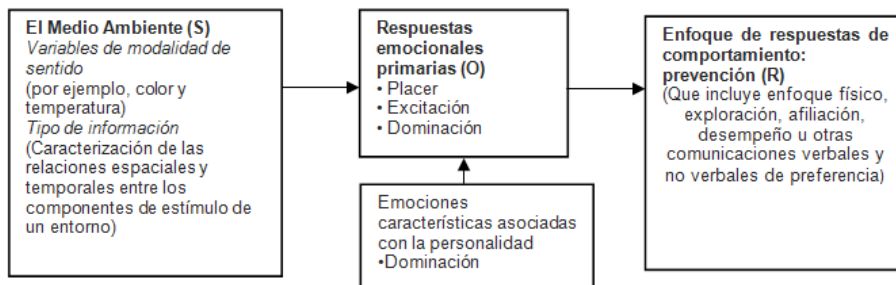 El Medio Ambiente (S)
Variables de modalidad de
sentido
(por ejemplo, color y
temperatura)
Tipo de información
(Caracterización de las
relaciones espaciales y
temporales entre los
componentes de estímulo de
un entorno)
Respuestas
emocionales
primarias (O)
• Placer
• Excitación
• Dominación
Emociones
características asociadas
con la personalidad
•Dominación
Enfoque de respuestas de
comportamiento:
prevención (R)
(Que incluye enfoque físico,
exploración, afiliación,
desempeño u otras
comunicaciones verbales y
no verbales de preferencia)